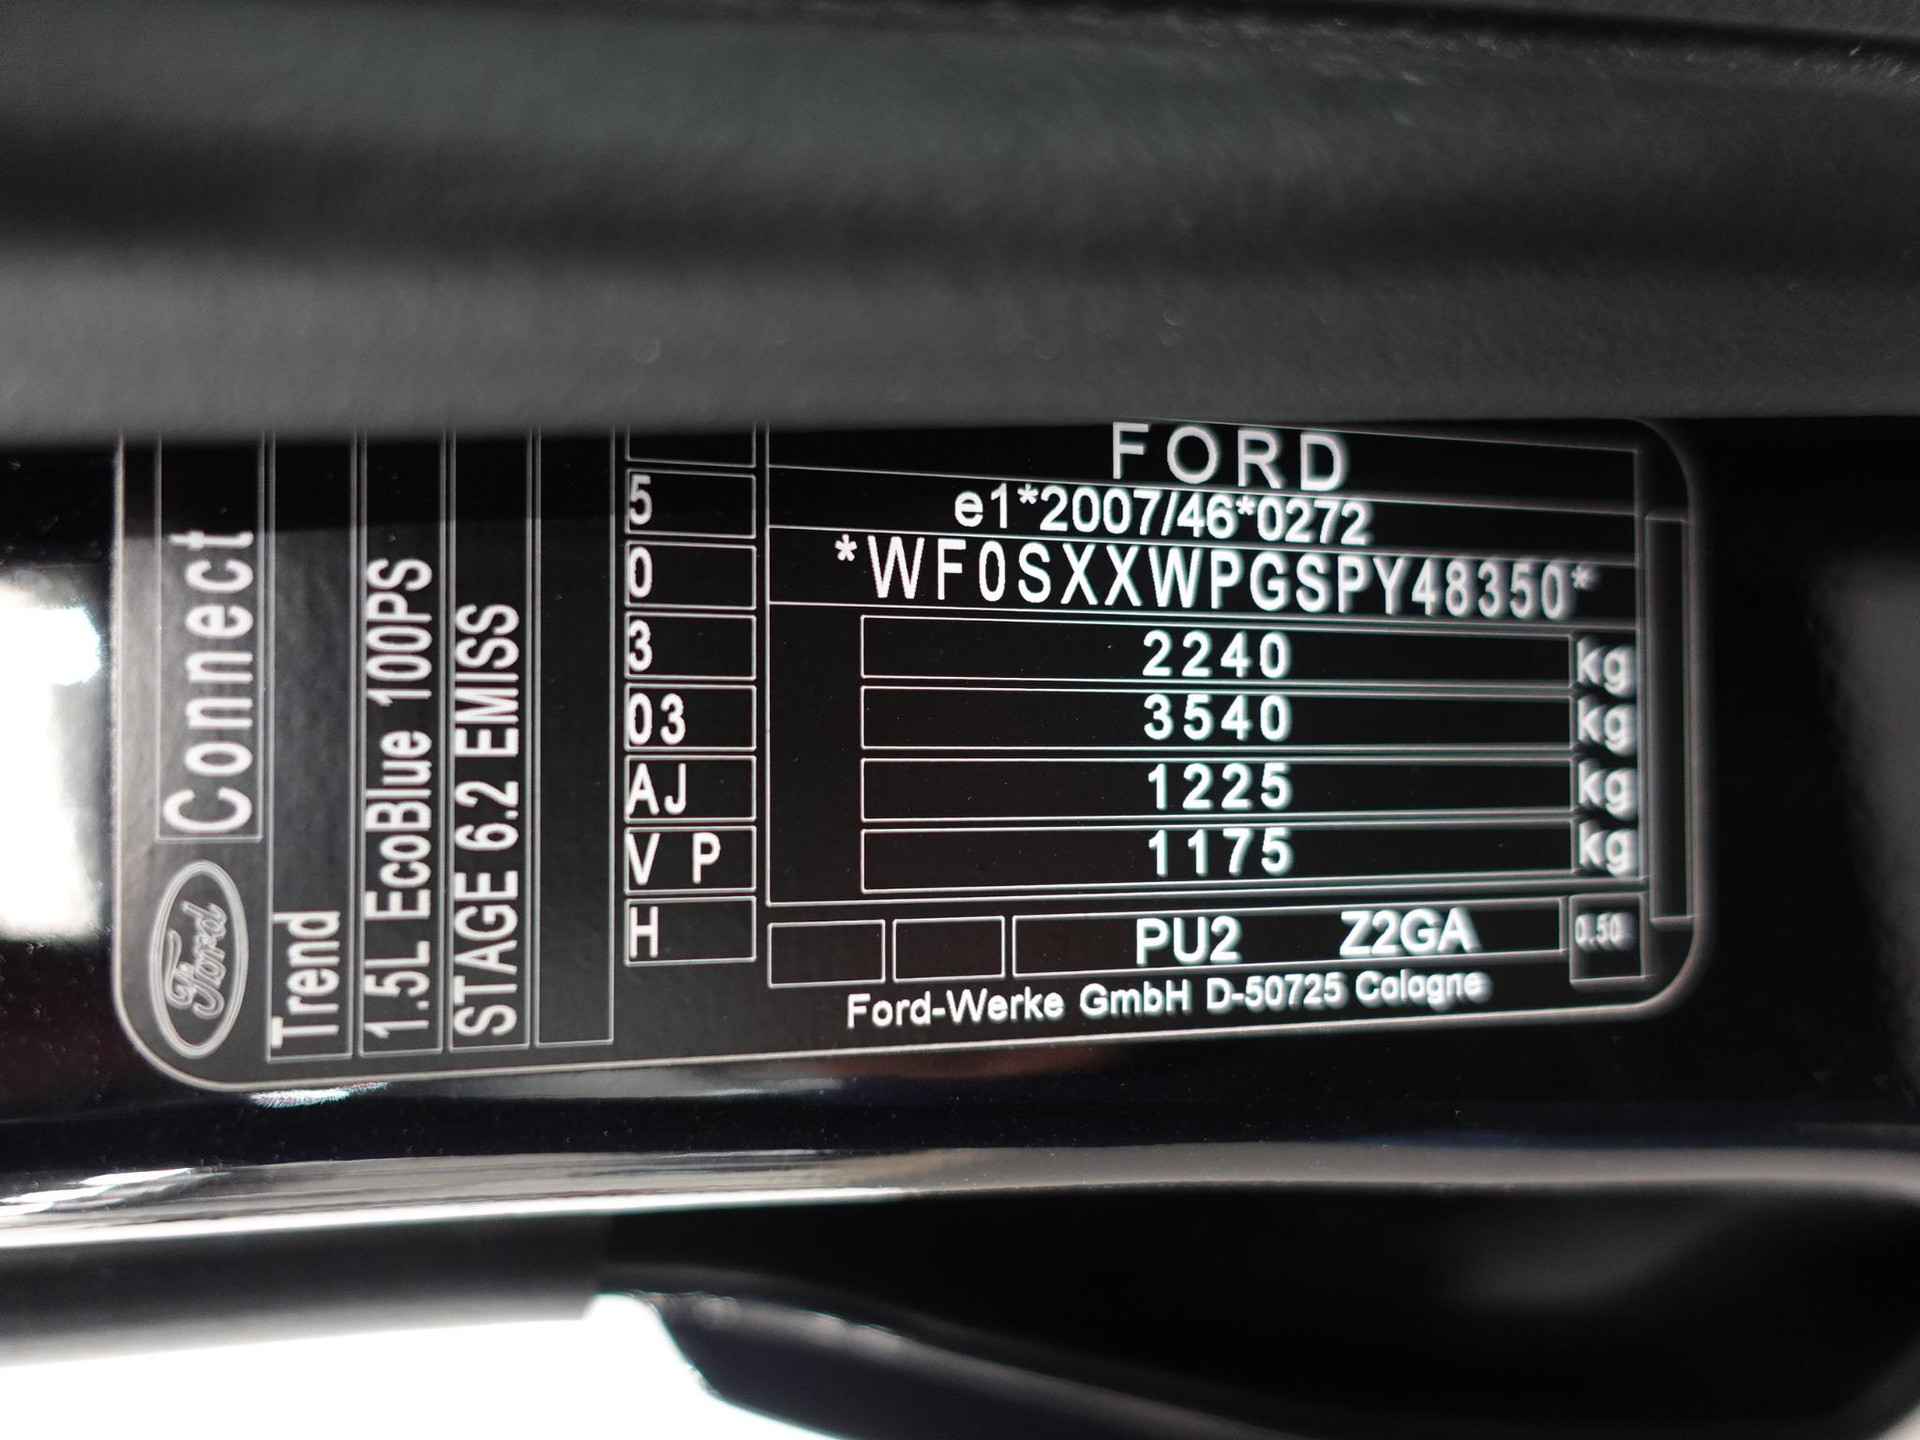 FORD
e1*2007/46*0272
*WF0SXXWPGSPY48350*
2240 kg
3540 kg
1225 kg
1175 kg
PU2 Z2GA 0.50
Ford-Werke GmbH D-50725 Cologne
5
0
3
03
AJ
V P
H
Ford Connect
Trend
1.5L EcoBlue 100PS
STAGE 6.2 EMISS